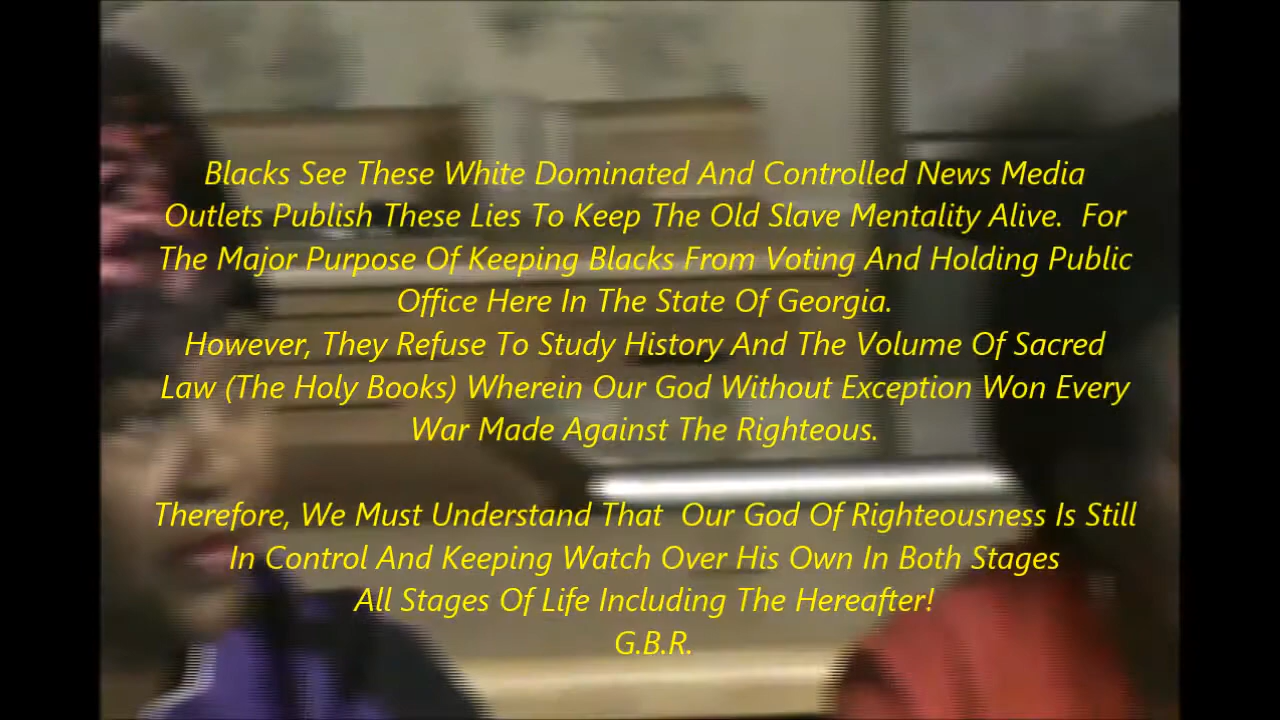 Blacks See These White Dominated And Controlled News Media
Outlets Publish These Lies To Keep The Old Slave Mentality Alive.  For
The Major Purpose Of Keeping Blacks From Voting And Holding Public
Office Here In The State Of Georgia.
However, They Refuse To Study History And The Volume Of Sacred
Law (The Holy Books) Wherein Our God Without Exception Won Every
War Made Against The Righteous.
Therefore, We Must Understand That  Our God Of Righteousness Is Still
In Control And Keeping Watch Over His Own In Both Stages
All Stages Of Life Including The Hereafter!
G.B.R.